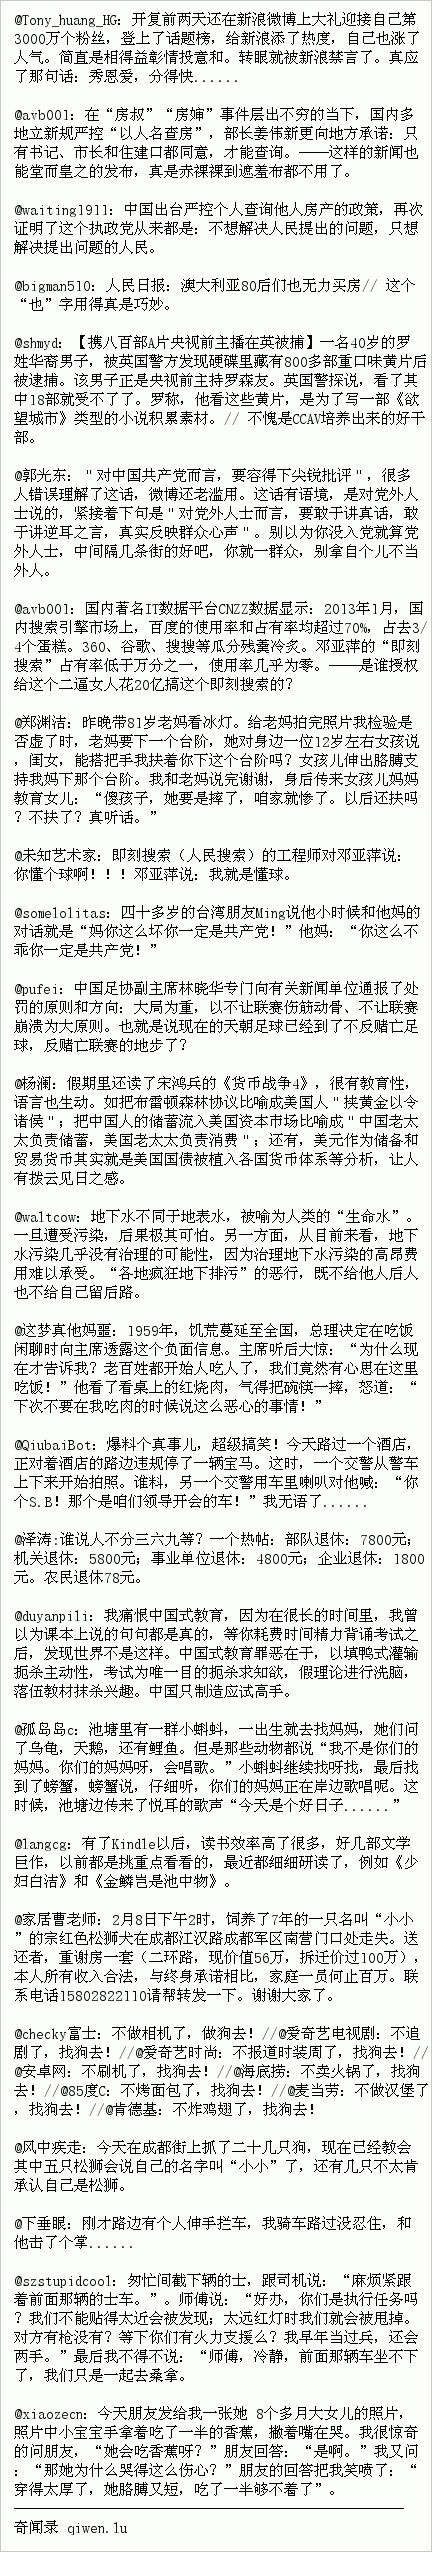 @Tony_huang_HG：开复前两天还在新浪微博上大礼迎接自己第
3000万个粉丝，登上了话题榜，给新浪添了热度，自己也涨了
人气。简直是相得益彰情投意和。转眼就被新浪禁言了。真应
了那句话：秀恩爱，分得快......
@avb001：在“房叔”“房婶”事件层出不穷的当下，国内多
地立新规严控“以人名查房”，部长姜伟新更向地方承诺：只
有书记、市长和住建口都同意，才能查询。——这样的新闻也
能堂而皇之的发布，真是赤裸裸到遮羞布都不用了。
@waiting1911：中国出台严控个人查询他人房产的政策，再次
证明了这个执政党从来都是：不想解决人民提出的问题，只想
解决提出问题的人民。
@bigman510：人民日报：澳大利亚80后们也无力买房// 这个
“也”字用得真是巧妙。
@shmyd：【携八百部A片央视前主播在英被捕】一名40岁的罗
姓华裔男子，被英国警方发现硬碟里藏有800多部重口味黄片后
被逮捕。该男子正是央视前主持罗森友。英国警探说，看了其
中18部就受不了了。罗称，他看这些黄片，是为了写一部《欲
望城市》类型的小说积累素材。// 不愧是CCAV培养出来的好干
部。
@郭光东："对中国共产党而言，要容得下尖锐批评"，很多
人错误理解了这话，微博还老滥用。这话有语境，是对党外人
士说的，紧接着下句是"对党外人士而言，要敢于讲真话，敢
于讲逆耳之言，真实反映群众心声"。别以为你没入党就算党
外人士，中间隔几条街的好吧，你就一群众，别拿自个儿不当
外人。
@avb001：国内著名IT数据平台CNZZ数据显示：2013年1月，国
内搜索引擎市场上，百度的使用率和占有率均超过70%，占去3/
4个蛋糕。360、谷歌、搜搜等瓜分残羹冷炙。邓亚萍的“即刻
搜索”占有率低于万分之一，使用率几乎为零。——是谁授权
给这个二逼女人花20亿搞这个即刻搜索的？
@郑渊洁：昨晚带81岁老妈看冰灯。给老妈拍完照片我检验是
否虚了时，老妈要下一个台阶，她对身边一位12岁左右女孩说
，闺女，能搭把手我扶着你下这个台阶吗？女孩儿伸出胳膊支
持我妈下那个台阶。我和老妈说完谢谢，身后传来女孩儿妈妈
教育女儿：“傻孩子，她要是摔了，咱家就惨了。以后还扶吗
？不扶了？真听话。”
@未知艺术家：即刻搜索（人民搜索）的工程师对邓亚萍说：
你懂个球啊！！！邓亚萍说：我就是懂球。
@somelolitas：四十多岁的台湾朋友Ming说他小时候和他妈的
对话就是“妈你这么坏你一定是共产党！”他妈：“你这么不
乖你一定是共产党！”
@pufei：中国足协副主席林晓华专门向有关新闻单位通报了处
罚的原则和方向：大局为重，以不让联赛伤筋动骨、不让联赛
崩溃为大原则。也就是说现在的天朝足球已经到了不反赌亡足
球，反赌亡联赛的地步了？
@杨澜：假期里还读了宋鸿兵的《货币战争4》，很有教育性，
语言也生动。如把布雷顿森林协议比喻成美国人"挟黄金以令
诸侯"；把中国人的储蓄流入美国资本市场比喻成"中国老太
太负责储蓄，美国老太太负责消费"；还有，美元作为储备和
贸易货币其实就是美国国债被植入各国货币体系等分析，让人
有拨云见日之感。
@waltcow：地下水不同于地表水，被喻为人类的“生命水”。
一旦遭受污染，后果极其可怕。另一方面，从目前来看，地下
水污染几乎没有治理的可能性，因为治理地下水污染的高昂费
用难以承受。“各地疯狂地下排污”的恶行，既不给他人后人
也不给自己留后路。
@这梦真他妈噩：1959年，饥荒蔓延至全国，总理决定在吃饭
闲聊时向主席透露这个负面信息。主席听后大惊：“为什么现
在才告诉我？老百姓都开始人吃人了，我们竟然有心思在这里
吃饭！”他看了看桌上的红烧肉，气得把碗筷一摔，怒道：“
下次不要在我吃肉的时候说这么恶心的事情！”
@QiubaiBot：爆料个真事儿，超级搞笑！今天路过一个酒店，
正对着酒店的路边违规停了一辆宝马。这时，一个交警从警车
上下来开始拍照。谁料，另一个交警用车里喇叭对他喊：“你
个S.B！那个是咱们领导开会的车！”我无语了......
@泽涛:谁说人不分三六九等？一个热帖：部队退休：7800元；
机关退休：5800元；事业单位退休：4800元；企业退休：1800
元。农民退休78元。
@duyanpili：我痛恨中国式教育，因为在很长的时间里，我曾
以为课本上说的句句都是真的，等你耗费时间精力背诵考试之
后，发现世界不是这样。中国式教育罪恶在于，以填鸭式灌输
扼杀主动性，考试为唯一目的扼杀求知欲，假理论进行洗脑，
落伍教材抹杀兴趣。中国只制造应试高手。
@孤岛岛c：池塘里有一群小蝌蚪，一出生就去找妈妈，她们问
了乌龟，天鹅，还有鲤鱼。但是那些动物都说“我不是你们的
妈妈。你们的妈妈呀，会唱歌。”小蝌蚪继续找呀找，最后找
到了螃蟹，螃蟹说，仔细听，你们的妈妈正在岸边歌唱呢。这
时候，池塘边传来了悦耳的歌声“今天是个好日子......”
@langcg：有了Kindle以后，读书效率高了很多，好几部文学
巨作，以前都是挑重点看看的，最近都细细研读了，例如《少
妇白洁》和《金鳞岂是池中物》。
@家居曹老师：2月8日下午2时，饲养了7年的一只名叫“小小
”的宗红色松狮犬在成都江汉路成都军区南营门口处走失。送
还者，重谢房一套（二环路，现价值56万，拆迁价过100万），
本人所有收入合法，与终身承诺相比，家庭一员何止百万。联
系电话15802822110请帮转发一下。谢谢大家了。
@checky富士：不做相机了，做狗去！//@爱奇艺电视剧：不追
剧了，找狗去！//@爱奇艺时尚：不报道时装周了，找狗去！//
@安卓网：不刷机了，找狗去！//@海底捞：不卖火锅了，找狗
去！//@85度C：不烤面包了，找狗去！//@麦当劳：不做汉堡了
，找狗去！//@肯德基：不炸鸡翅了，找狗去！
@风中疾走：今天在成都街上抓了二十几只狗，现在已经教会
其中五只松狮会说自己的名字叫“小小”了，还有几只不太肯
承认自己是松狮。
@下垂眼：刚才路边有个人伸手拦车，我骑车路过没忍住，和
他击了个掌......
@szstupidcool：匆忙间截下辆的士，跟司机说：“麻烦紧跟
着前面那辆的士车。”。师傅说：“好办，你们是执行任务吗
？我们不能贴得太近会被发现；太远红灯时我们就会被甩掉。
对方有枪没有？等下你们有火力支援么？我早年当过兵，还会
两手。”最后我不得不说：“师傅，冷静，前面那辆车坐不下
了，我们只是一起去桑拿。
@xiaozecn：今天朋友发给我一张她 8个多月大女儿的照片，
照片中小宝宝手拿着吃了一半的香蕉，撇着嘴在哭。我很惊奇
的问朋友，“她会吃香蕉呀？”朋友回答：“是啊。”我又问
：“那她为什么哭得这么伤心？”朋友的回答把我笑喷了：“
穿得太厚了，她胳膊又短，吃了一半够不着了”。
奇闻录 qiwen.lu